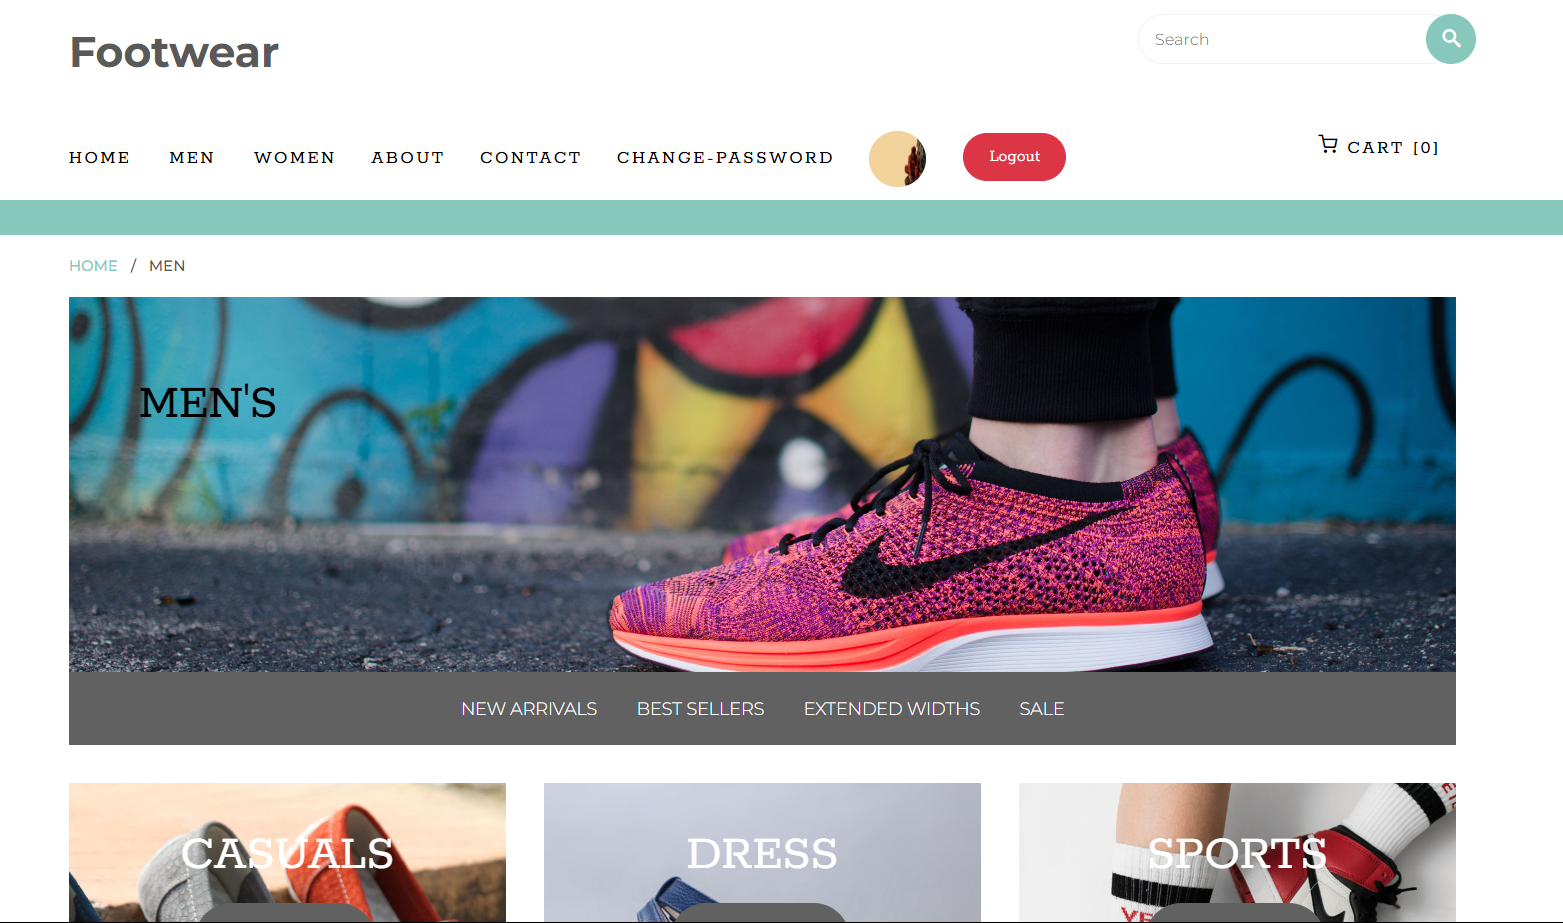 Footwear
Search
HOME MEN WOMEN ABOUT CONTACT CHANGE-PASSWORD Logout CART [0]
HOME / MEN
MEN'S
NEW ARRIVALS BEST SELLERS EXTENDED WIDTHS SALE
CASUALS DRESS SPORTS